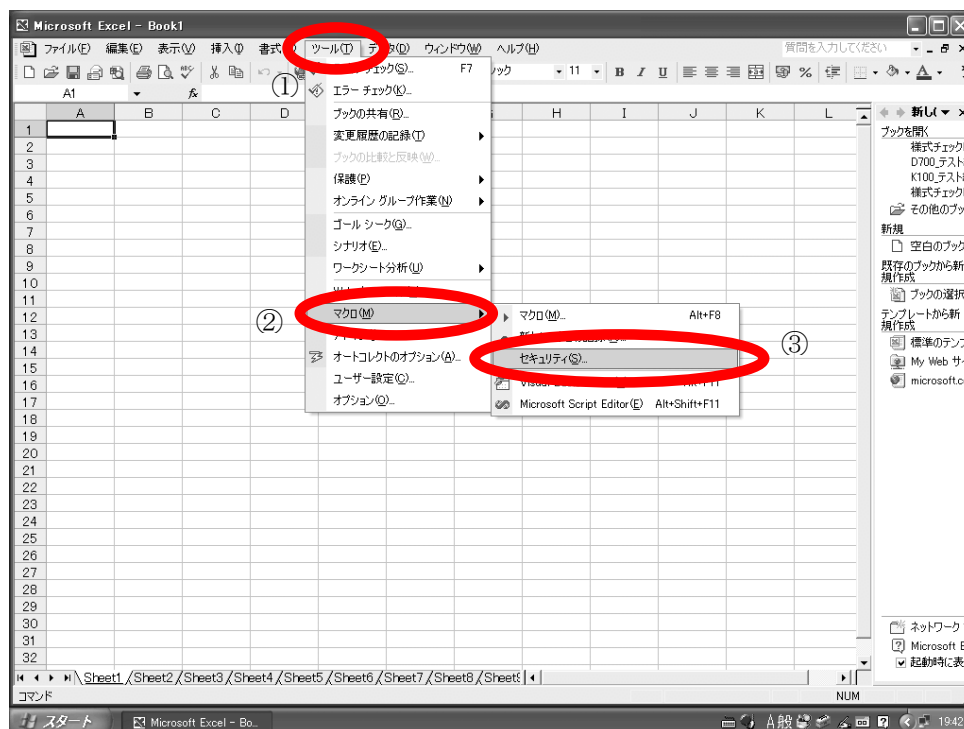 Microsoft Excel - Book1
ファイル(F) 編集(E) 表示(V) 挿入(I) 書式 ツール(T) ウィンドウ(W) ヘルプ(H) 質問を入力してください
11 B I U
①
A1 fx
A B C D H I J K L
1 2 3 4 5 6 7 8 9 10 11 12 13 14 15 16 17 18 19 20 21 22 23 24 25 26 27 28 29 30 31 32
F7
エラー チェック(K)...
ブックの共有(R)...
変更履歴の記録(T)
ブックの比較と反映(W)...
保護(P)
オンライン グループ作業(N)
ゴール シーク(G)...
シナリオ(E)...
ワークシート分析(U)
②
マクロ(M)
オートコレクトのオプション(A)...
ユーザー設定(C)...
オプション(O)...
マクロ(M)... Alt+F8
③
セキュリティ(S)...
Microsoft Script Editor(E) Alt+Shift+F11
新し
ブックを開く
様式チェック
D700_テスト
K100_テスト
様式チェック
その他のブッ
新規
空白のブック
既存のブックから新
規作成
ブックの選択
テンプレートから新
規作成
標準のテンプ
My Web サイ
microsoft.c
ネットワーク
Microsoft E
起動時に表
Sheet1 Sheet2 Sheet3 Sheet4 Sheet5 Sheet6 Sheet7 Sheet8
コマンド NUM
スタート Microsoft Excel - Bo... A般 19:42